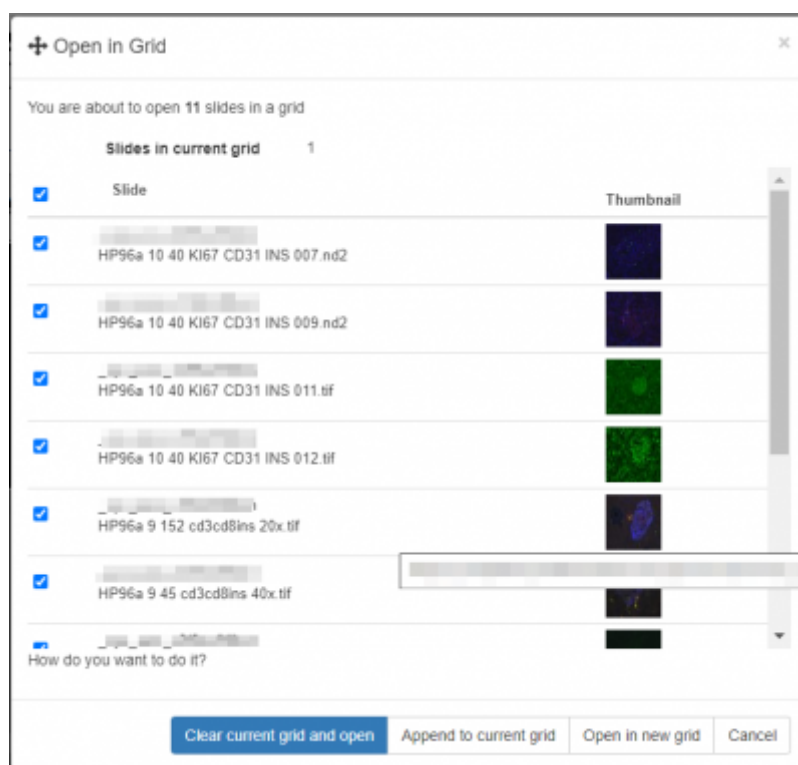 Open in Grid ×
You are about to open 11 slides in a grid
Slides in current grid 1
Slide Thumbnail
HP96a 10 40 KI67 CD31 INS 007.nd2
HP96a 10 40 KI67 CD31 INS 009.nd2
HP96a 10 40 KI67 CD31 INS 011.tif
HP96a 10 40 KI67 CD31 INS 012.tif
HP96a 9 152 cd3cd8ins 20x.tif
HP96a 9 45 cd3cd8ins 40x.tif
How do you want to do it?
Clear current grid and open Append to current grid Open in new grid Cancel